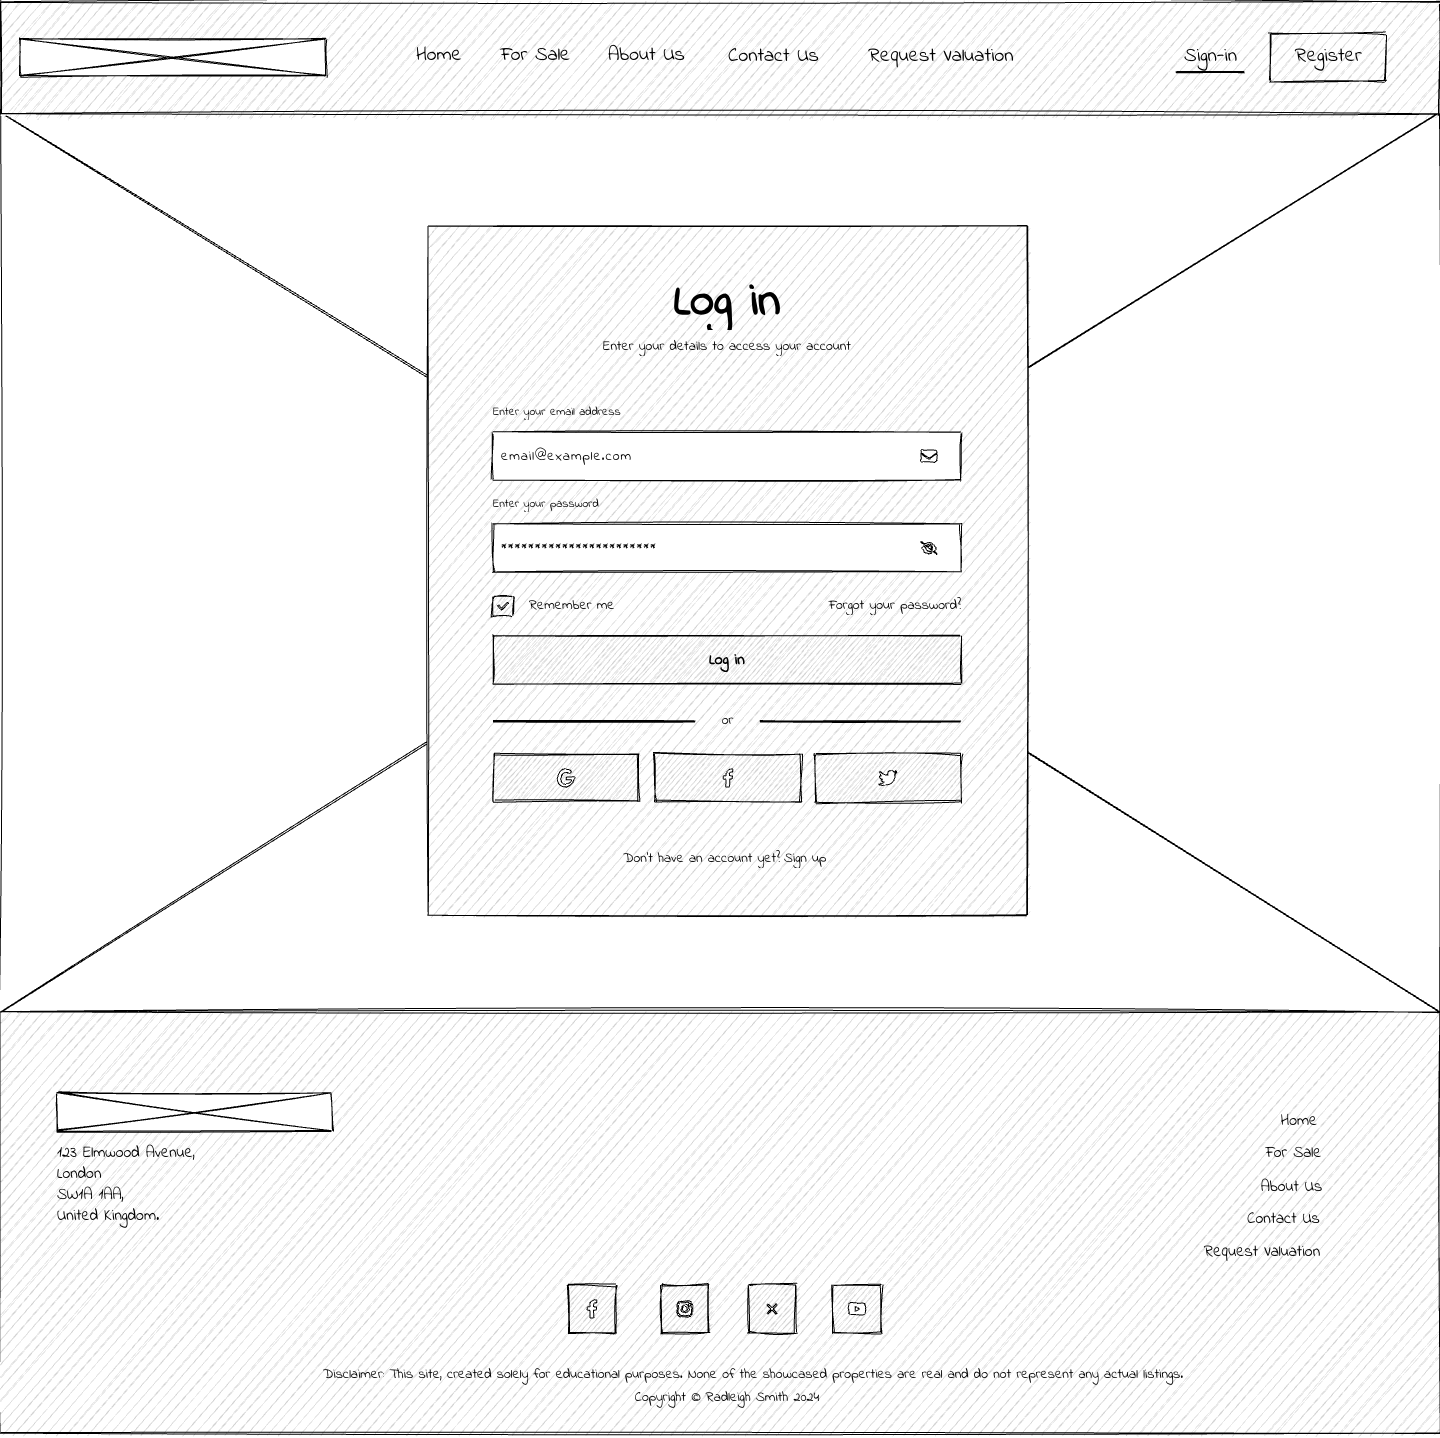 Home For Sale About Us Contact Us Request Valuation Sign-in Register
Log in
Enter your details to access your account
Enter your email address
email@example.com
Enter your password
***********************
Remember me Forgot your password?
Log in
or
Don't have an account yet? Sign up
123 Elmwood Avenue,
London
SW1A 1AA,
United Kingdom.
Home
For Sale
About Us
Contact Us
Request Valuation
Disclaimer: This site, created solely for educational purposes. None of the showcased properties are real and do not represent any actual listings.
Copyright © Radleigh Smith 2024